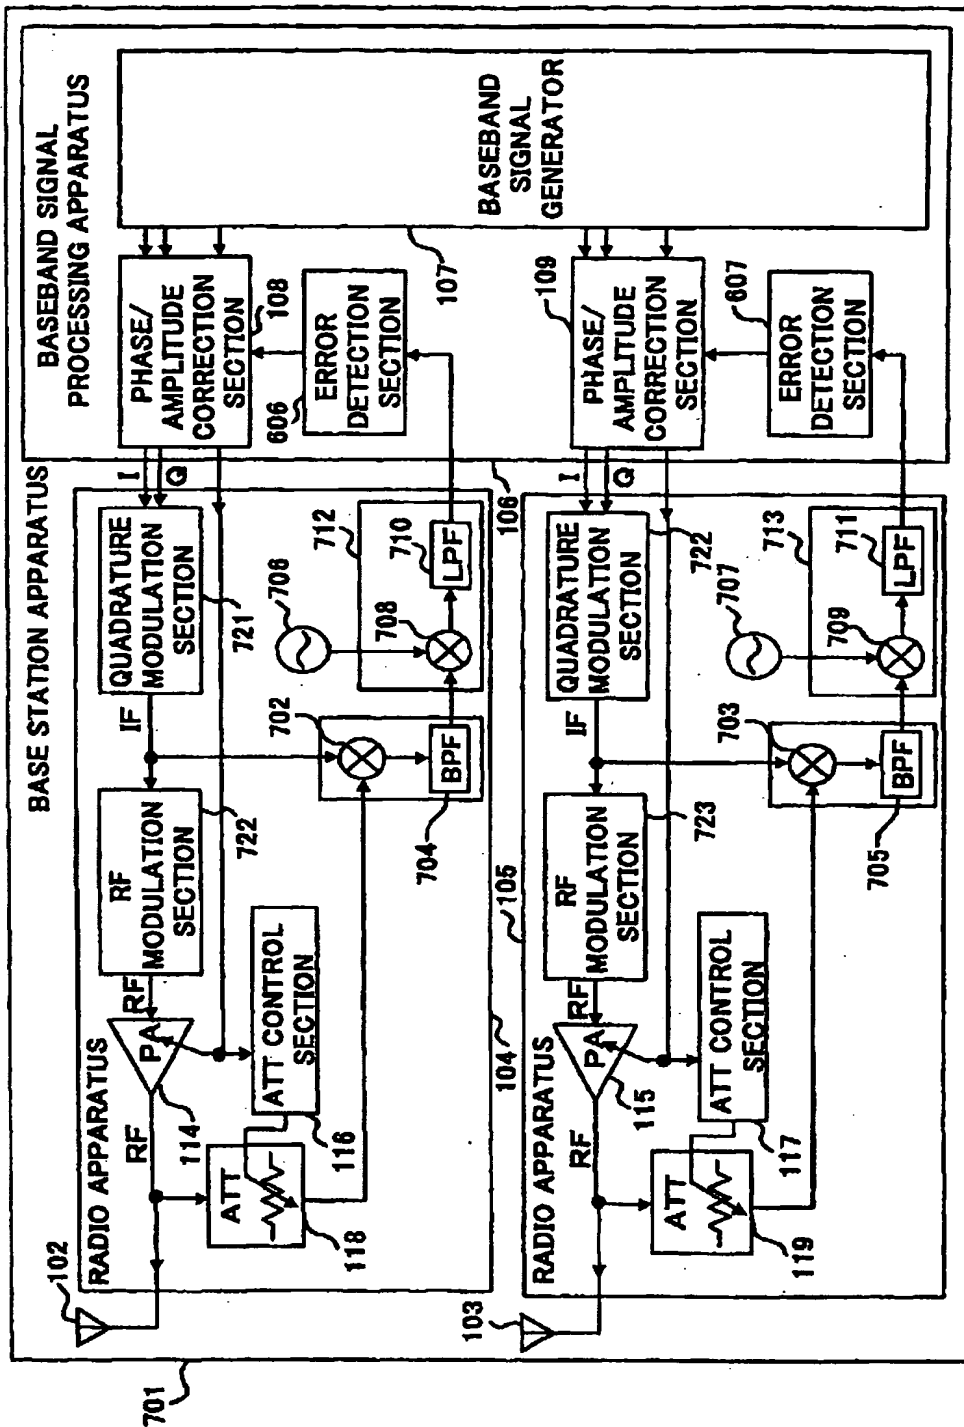 701
BASE STATION APPARATUS
BASEBAND SIGNAL
PROCESSING APPARATUS
102
RADIO APPARATUS
RF
114
PA
RF
RF
MODULATION
SECTION
722
IF
QUADRATURE
MODULATION
SECTION
721
I
Q
PHASE/
AMPLITUDE
CORRECTION
SECTION
108
BASEBAND
SIGNAL
GENERATOR
107
ATT
118
ATT CONTROL
SECTION
116
702
BPF
704
706
708
712
710
LPF
606
ERROR
DETECTION
SECTION
104
106
103
105
RADIO APPARATUS
RF
115
PA
RF
RF
MODULATION
SECTION
723
IF
QUADRATURE
MODULATION
SECTION
722
I
Q
109
PHASE/
AMPLITUDE
CORRECTION
SECTION
ATT
119
ATT CONTROL
SECTION
117
703
BPF
705
707
709
713
711
LPF
607
ERROR
DETECTION
SECTION